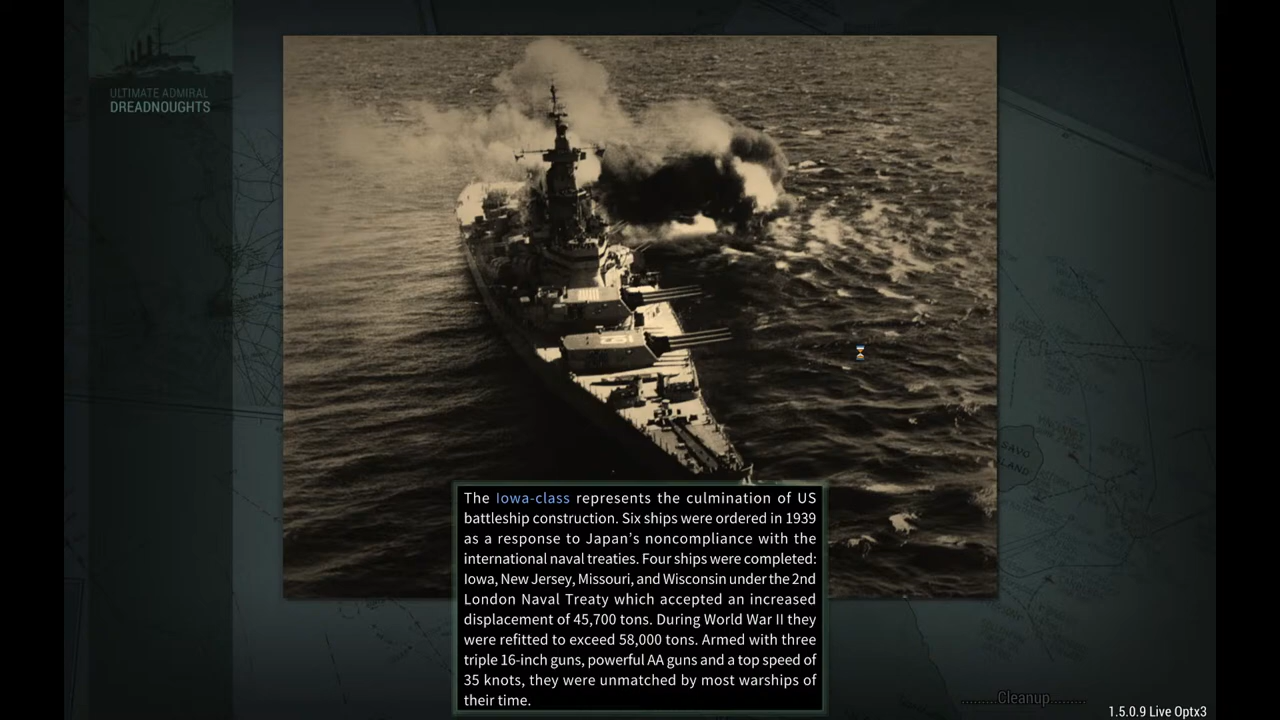 ULTIMATE ADMIRAL
DREADNOUGHTS
SAVO
The Iowa-class represents the culmination of US
battleship construction. Six ships were ordered in 1939
as a response to Japan's noncompliance with the
international naval treaties. Four ships were completed:
Iowa, New Jersey, Missouri, and Wisconsin under the 2nd
London Naval Treaty which accepted an increased
displacement of 45,700 tons. During World War II they
were refitted to exceed 58,000 tons. Armed with three
triple 16-inch guns, powerful AA guns and a top speed of
35 knots, they were unmatched by most warships of
their time.
.........Cleanup........
1.5.0.9 Live Optx3